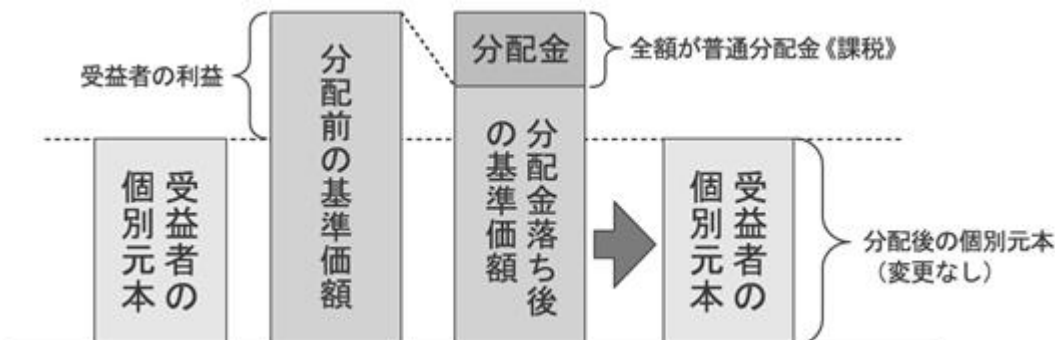 受益者の利益
受益者の
個別元本
分配前の基準価額
分配金
全額が普通分配金《課税》
分配金落ち後
の基準価額
受益者の
個別元本
分配後の個別元本
（変更なし）